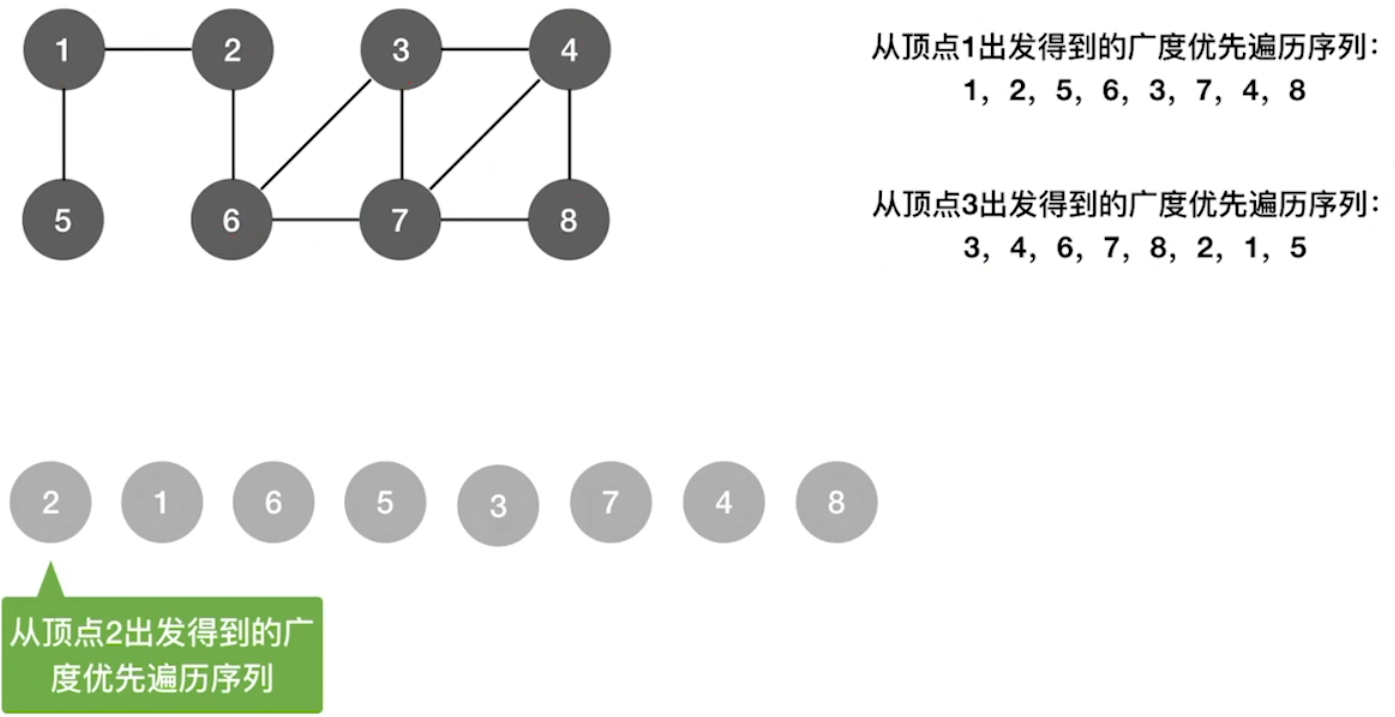 1 2 3 4
从顶点1出发得到的广度优先遍历序列：
1，2，5，6，3，7，4，8
5 6 7 8
从顶点3出发得到的广度优先遍历序列：
3，4，6，7，8，2，1，5
2 1 6 5 3 7 4 8
从顶点2出发得到的广
度优先遍历序列